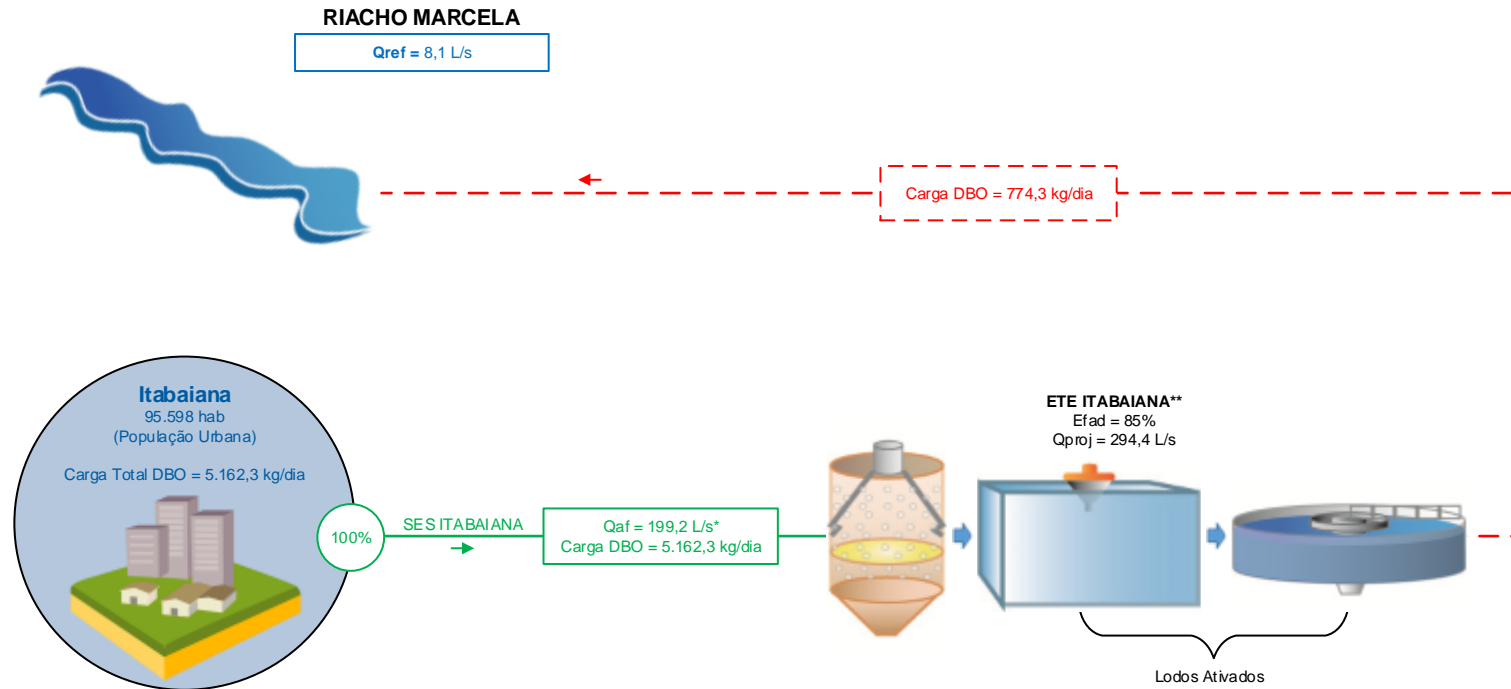 RIACHO MARCELA
Qref = 8,1 L/s
Carga DBO = 774,3 kg/dia
Itabaiana
95.598 hab
(População Urbana)
Carga Total DBO = 5.162,3 kg/dia
100%
SES ITABAIANA
Qaf = 199,2 L/s*
Carga DBO = 5.162,3 kg/dia
ETE ITABAIANA**
Efad = 85%
Qproj = 294,4 L/s
Lodos Ativados